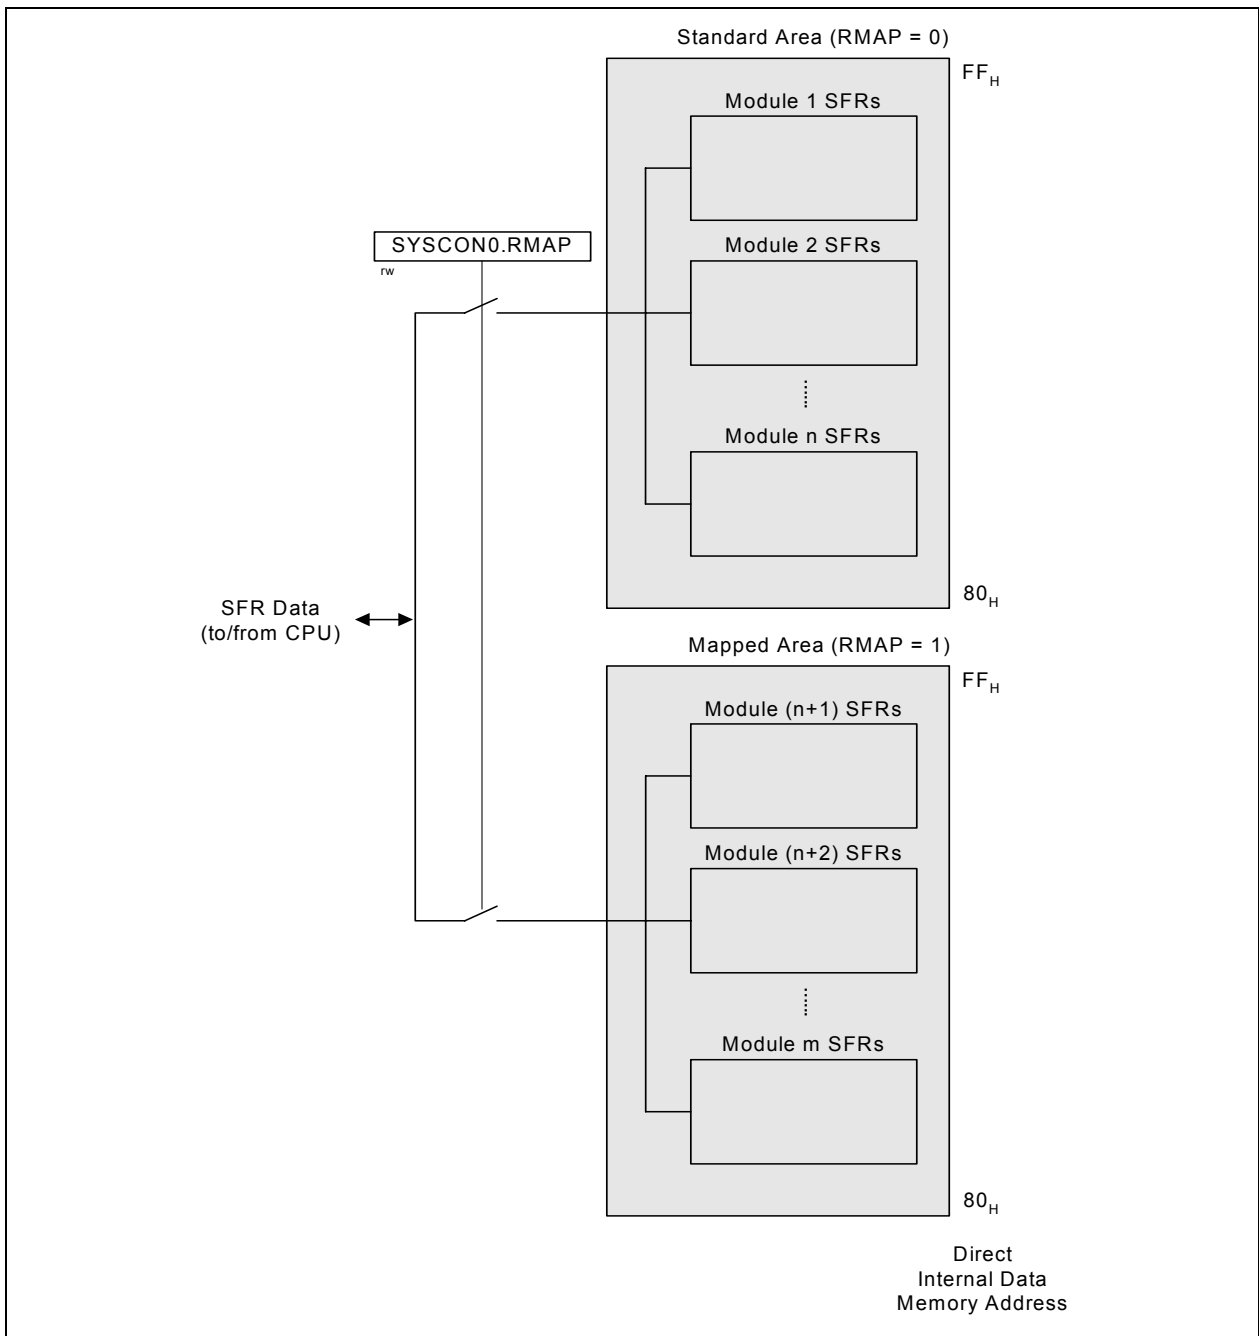 Standard Area (RMAP = 0)
FFH
Module 1 SFRs
SYSCON0.RMAP
rw
Module 2 SFRs
Module n SFRs
80H
SFR Data
(to/from CPU)
Mapped Area (RMAP = 1)
FFH
Module (n+1) SFRs
Module (n+2) SFRs
Module m SFRs
80H
Direct
Internal Data
Memory Address